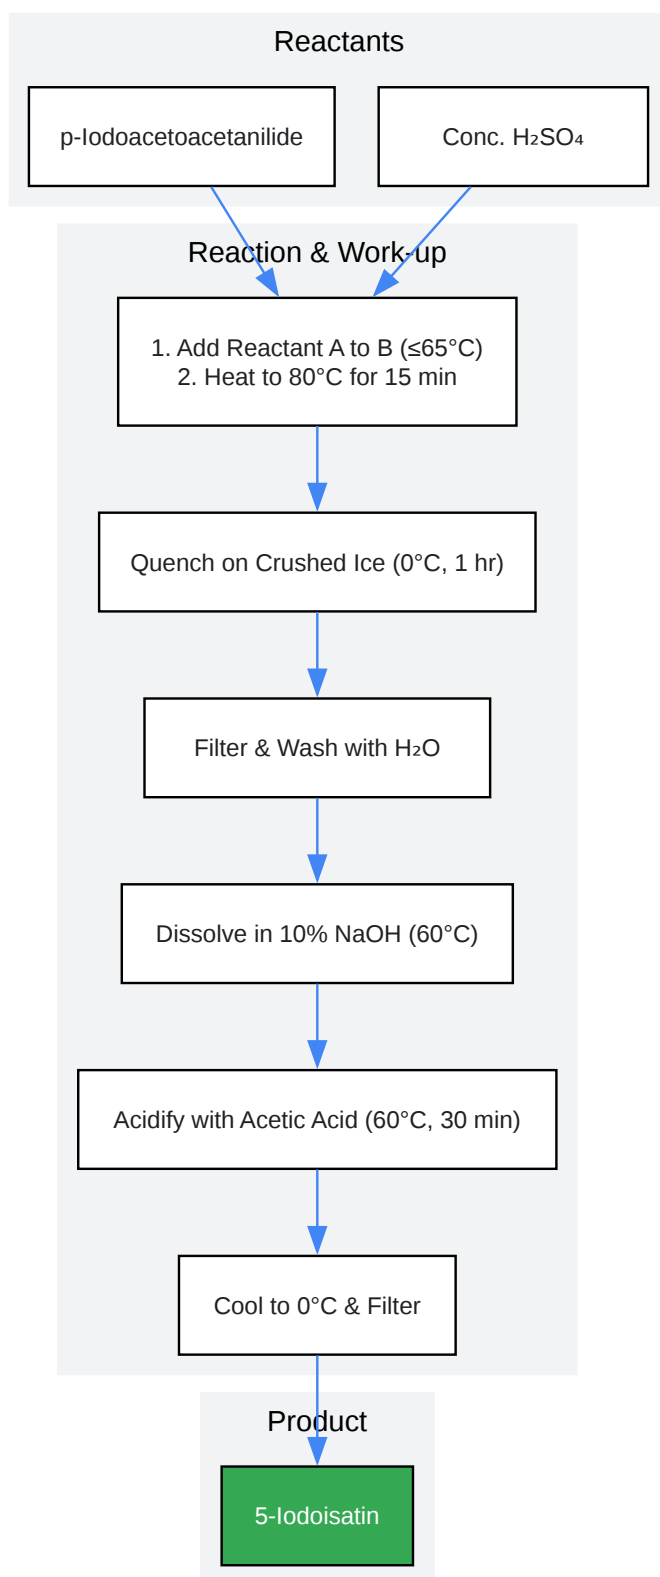 Reactants
p-Iodoacetoacetanilide
Conc. H₂SO₄
Reaction & Work-up
1. Add Reactant A to B (≤65°C)
2. Heat to 80°C for 15 min
Quench on Crushed Ice (0°C, 1 hr)
Filter & Wash with H₂O
Dissolve in 10% NaOH (60°C)
Acidify with Acetic Acid (60°C, 30 min)
Cool to 0°C & Filter
Product
5-Iodoisatin